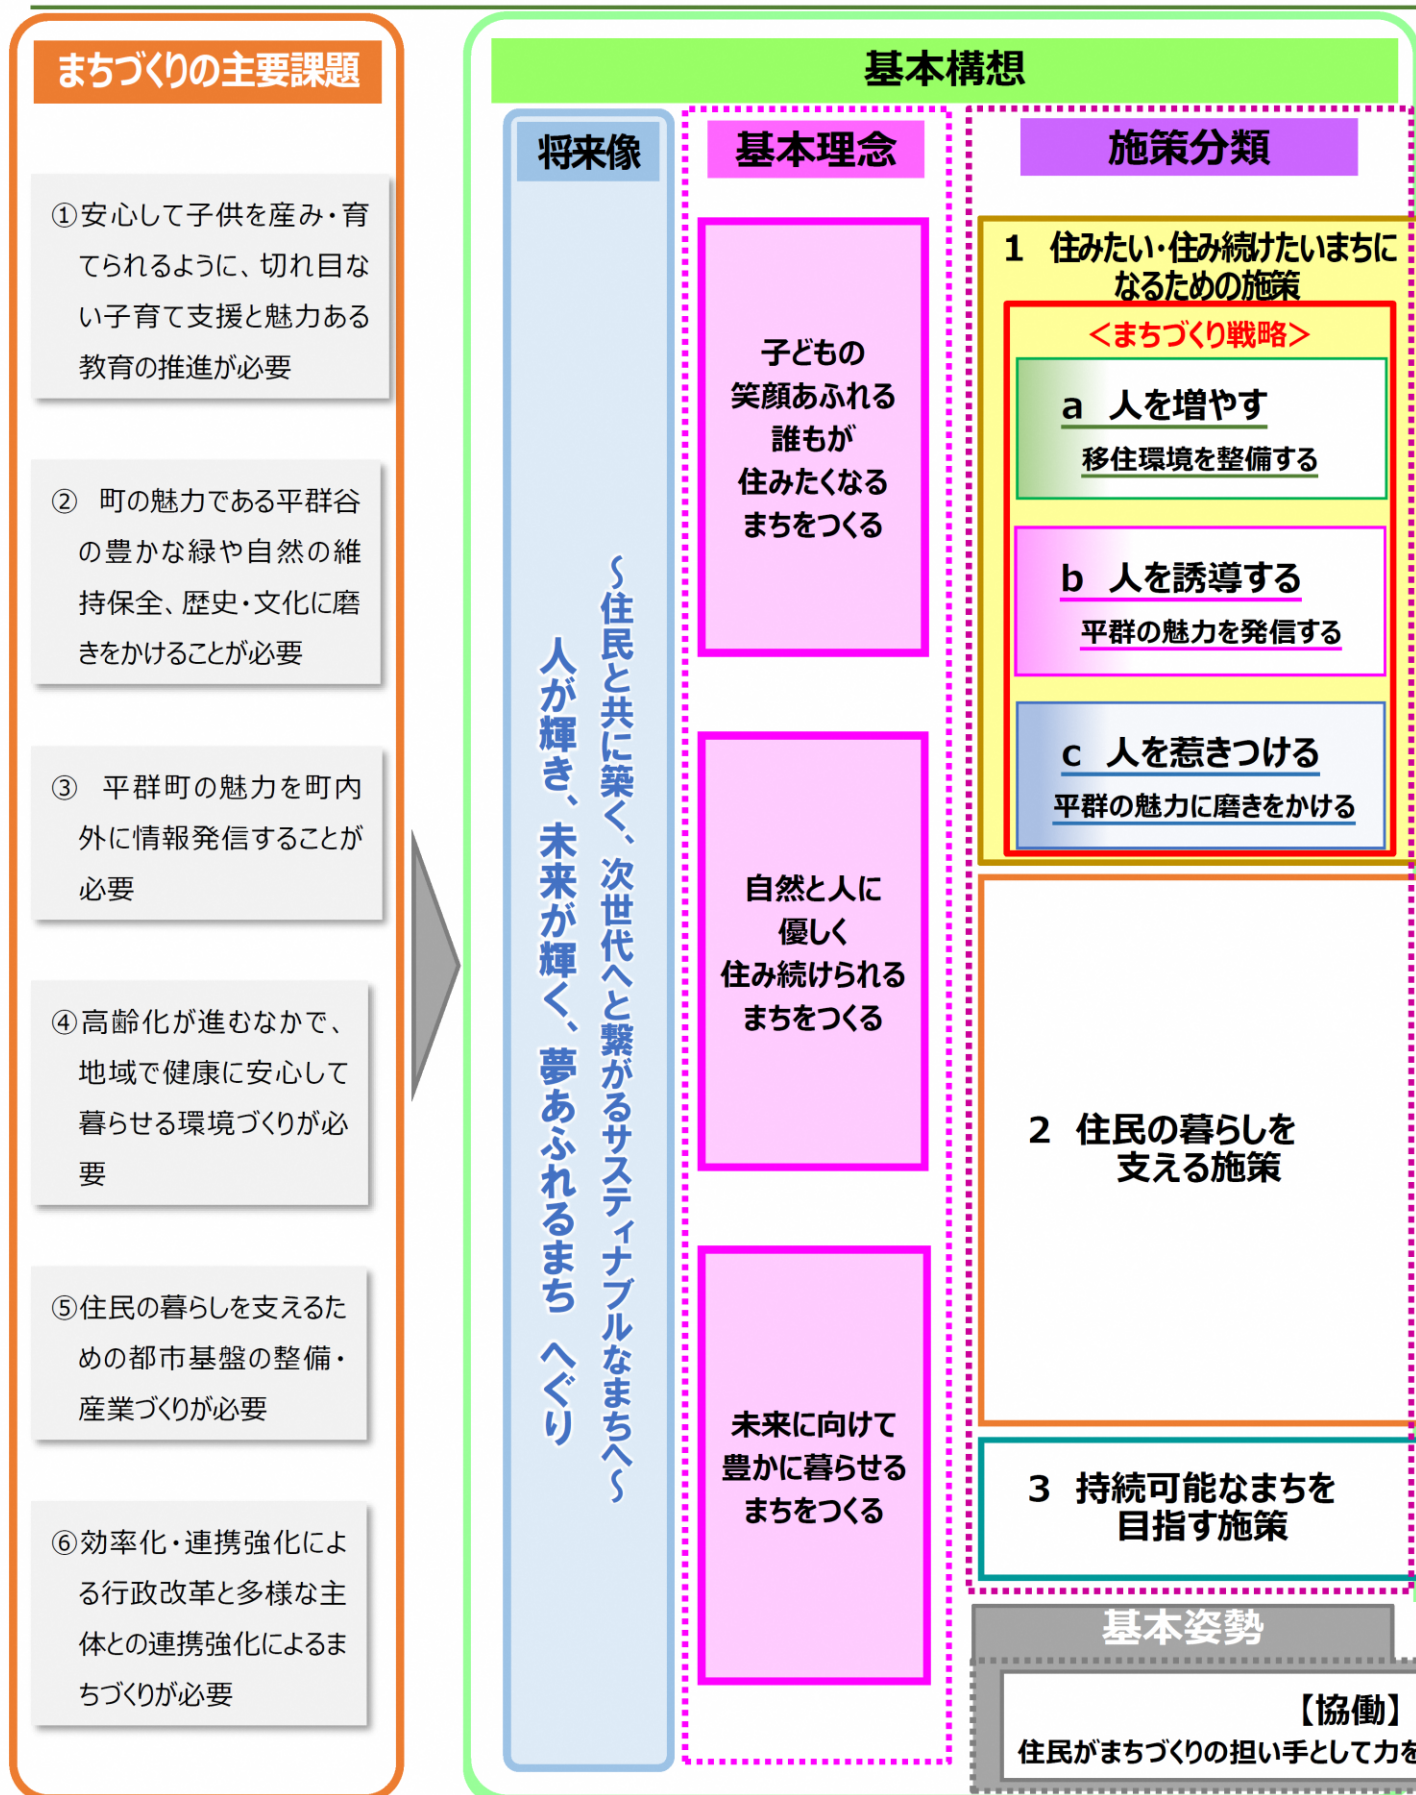 まちづくりの主要課題
①安心して子供を産み・育
てられるように、切れ目な
い子育て支援と魅力ある
教育の推進が必要
② 町の魅力である平群谷
の豊かな緑や自然の維
持保全、歴史・文化に磨
きをかけることが必要
③ 平群町の魅力を町内
外に情報発信することが
必要
④高齢化が進むなかで、
地域で健康に安心して
暮らせる環境づくりが必
要
⑤住民の暮らしを支えるた
めの都市基盤の整備・
産業づくりが必要
⑥効率化・連携強化によ
る行政改革と多様な主
体との連携強化によるま
ちづくりが必要
基本構想
将来像
~住民と共に築く、次世代へと繋がるサスティナブルなまちへ~
人が輝き、未来が輝く、夢あふれるまち へぐり
基本理念
子どもの
笑顔あふれる
誰もが
住みたくなる
まちをつくる
自然と人に
優しく
住み続けられる
まちをつくる
未来に向けて
豊かに暮らせる
まちをつくる
施策分類
1 住みたい・住み続けたいまちに
なるための施策
<まちづくり戦略>
a 人を増やす
移住環境を整備する
b 人を誘導する
平群の魅力を発信する
c 人を惹きつける
平群の魅力に磨きをかける
2 住民の暮らしを
支える施策
3 持続可能なまちを
目指す施策
基本姿勢
【協働】
住民がまちづくりの担い手として力を